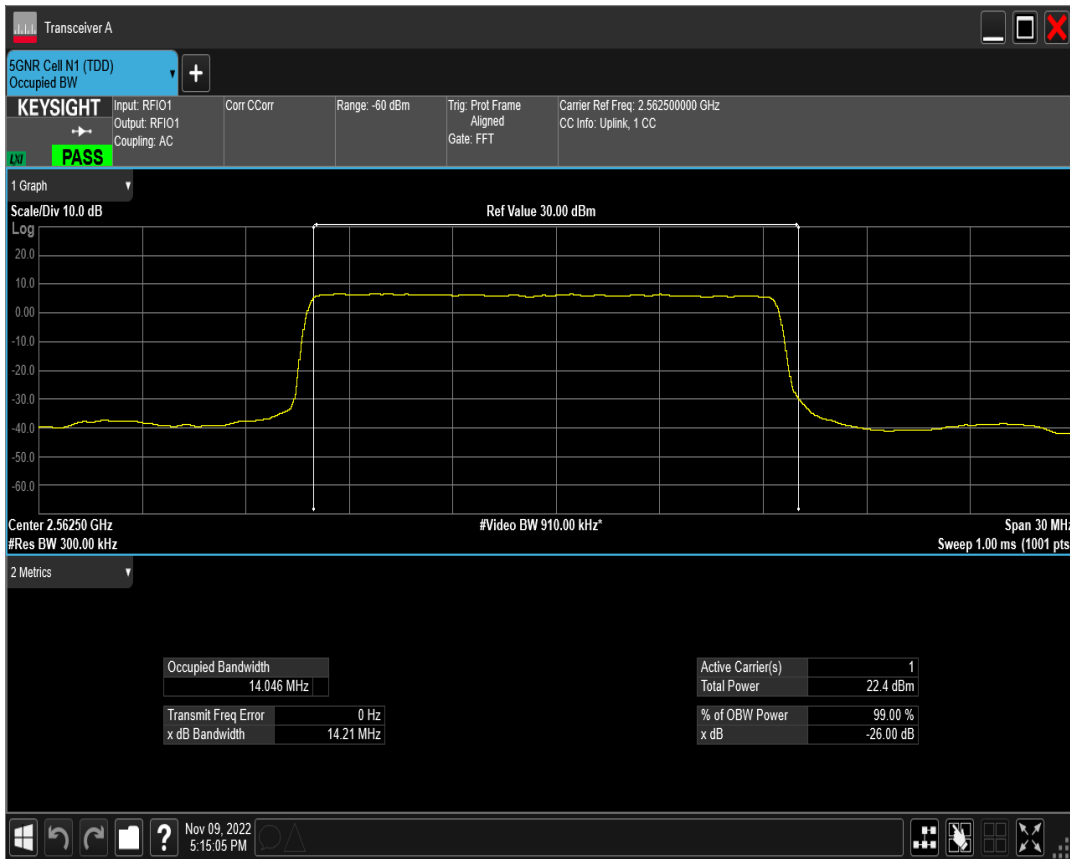 Transceiver A
5GNR Cell N1 (TDD)
Occupied BW
+
KEYSIGHT
LXI
PASS
Input: RFIO1
Output: RFIO1
Coupling: AC
Corr CCorr
Range: -60 dBm
Trig: Prot Frame
Aligned
Gate: FFT
Carrier Ref Freq: 2.562500000 GHz
CC Info: Uplink, 1 CC
1 Graph
Scale/Div 10.0 dB
Ref Value 30.00 dBm
Log
20.0
10.0
0.00
-10.0
-20.0
-30.0
-40.0
-50.0
-60.0
Center 2.56250 GHz
#Video BW 910.00 kHz*
Span 30 MHz
#Res BW 300.00 kHz
Sweep 1.00 ms (1001 pts
2 Metrics
Occupied Bandwidth
14.046 MHz
Transmit Freq Error 0 Hz
x dB Bandwidth 14.21 MHz
Active Carrier(s) 1
Total Power 22.4 dBm
% of OBW Power 99.00 %
x dB -26.00 dB
?
Nov 09, 2022
5:15:05 PM